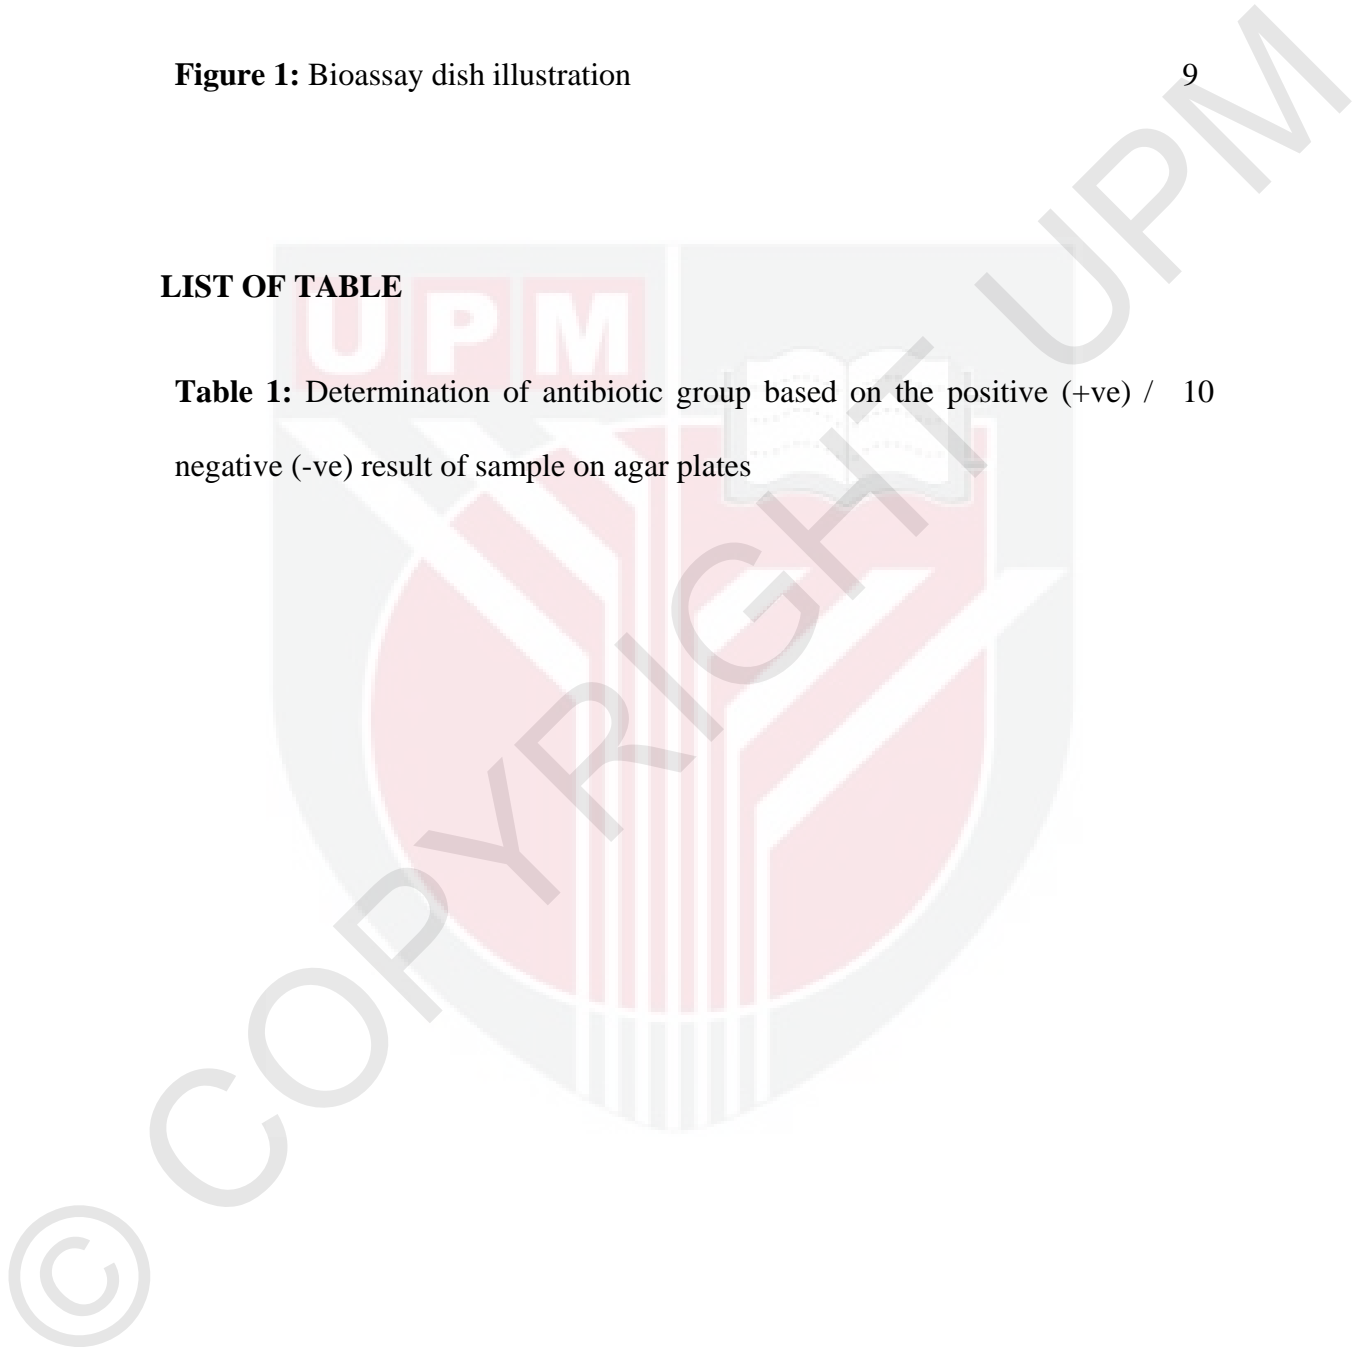 Figure 1: Bioassay dish illustration 9
LIST OF TABLE
UPM
Table 1: Determination of antibiotic group based on the positive (+ve) / 10
negative (-ve) result of sample on agar plates
© COPYRIGHT UPM